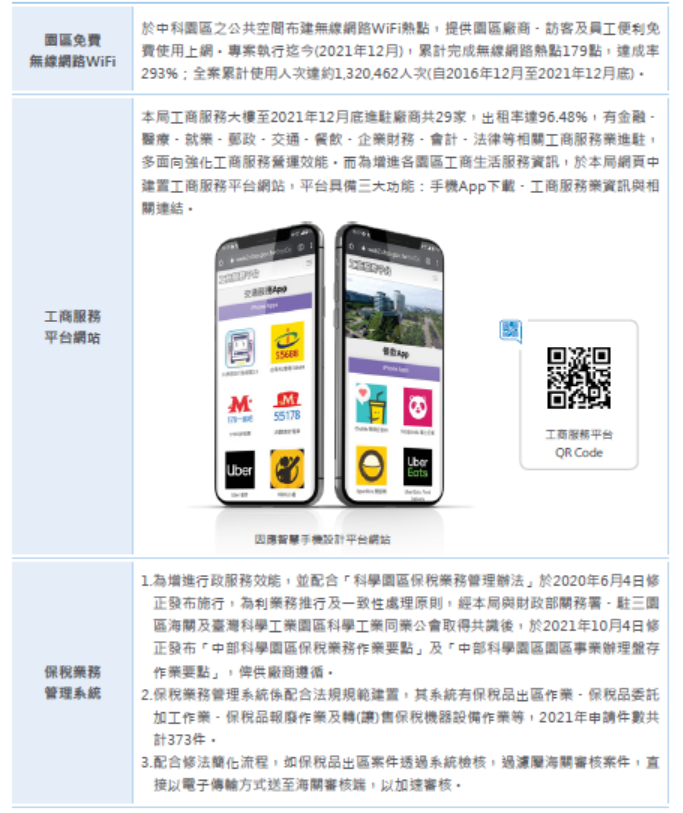 園區免費
無線網路WiFi
於中科園區之公共空間布建無線網路WiFi熱點，提供園區廠商、訪客及員工便利免
費使用上網。專案執行迄今(2021年12月)，累計完成無線網路熱點179點，達成率
293%；全案累計使用人次達約1,320,462人次(自2016年12月至2021年12月底)。
工商服務
平台網站
本局工商服務大樓至2021年12月底進駐廠商共29家，出租率達96.48%，有金融、
醫療、就業、郵政、交通、餐飲、企業財務、會計、法律等相關工商服務業進駐，
多面向強化工商服務營運效能。而為增進各園區工商生活服務資訊，於本局網頁中
建置工商服務平台網站，平台具備三大功能：手機App下載、工商服務業資訊與相
關連結。
工商服務平台
交通服務App
iPhone Apps
55688
M
55178
Uber
工商服務平台
餐飲App
iPhone Apps
Uber
Eats
工商服務平台
QR Code
因應智慧手機設計平台網站
保稅業務
管理系統
1.為增進行政服務效能，並配合「科學園區保稅業務管理辦法」於2020年6月4日修
正發布施行，為利業務推行及一致性處理原則，經本局與財政部關務署、駐三園
區海關及臺灣科學工業園區科學工業同業公會取得共識後，於2021年10月4日修
正發布「中部科學園區保稅業務作業要點」及「中部科學園區園區事業辦理盤存
作業要點」，俾供廠商遵循。
2.保稅業務管理系統係配合法規規範建置，其系統有保稅品出區作業、保稅品委託
加工作業、保稅品報廢作業及轉(讓)售保稅機器設備作業等，2021年申請件數共
計373件。
3.配合修法簡化流程，如保稅品出區案件透過系統檢核，過濾屬海關審核案件，直
接以電子傳輸方式送至海關審核端，以加速審核。